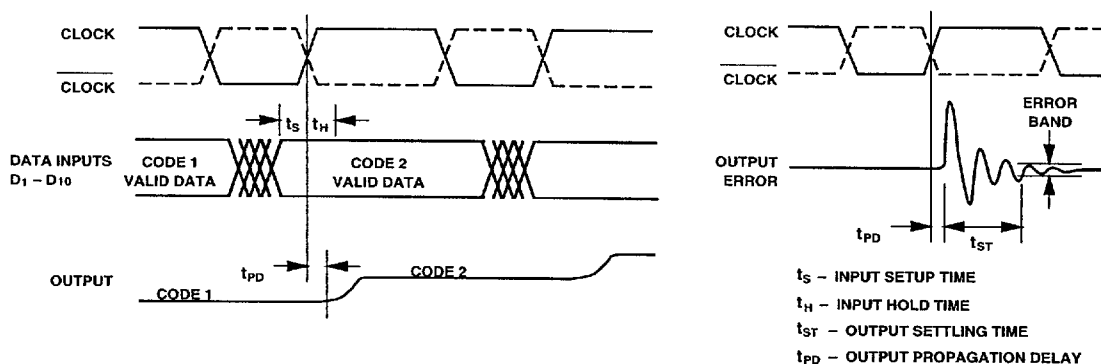 CLOCK
CLOCK
tS tH
DATA INPUTS
D1 – D10
CODE 1
VALID DATA
CODE 2
VALID DATA
tPD
OUTPUT
CODE 1
CODE 2
CLOCK
CLOCK
ERROR
BAND
OUTPUT
ERROR
tPD
tST
tS – INPUT SETUP TIME
tH – INPUT HOLD TIME
tST – OUTPUT SETTLING TIME
tPD – OUTPUT PROPAGATION DELAY